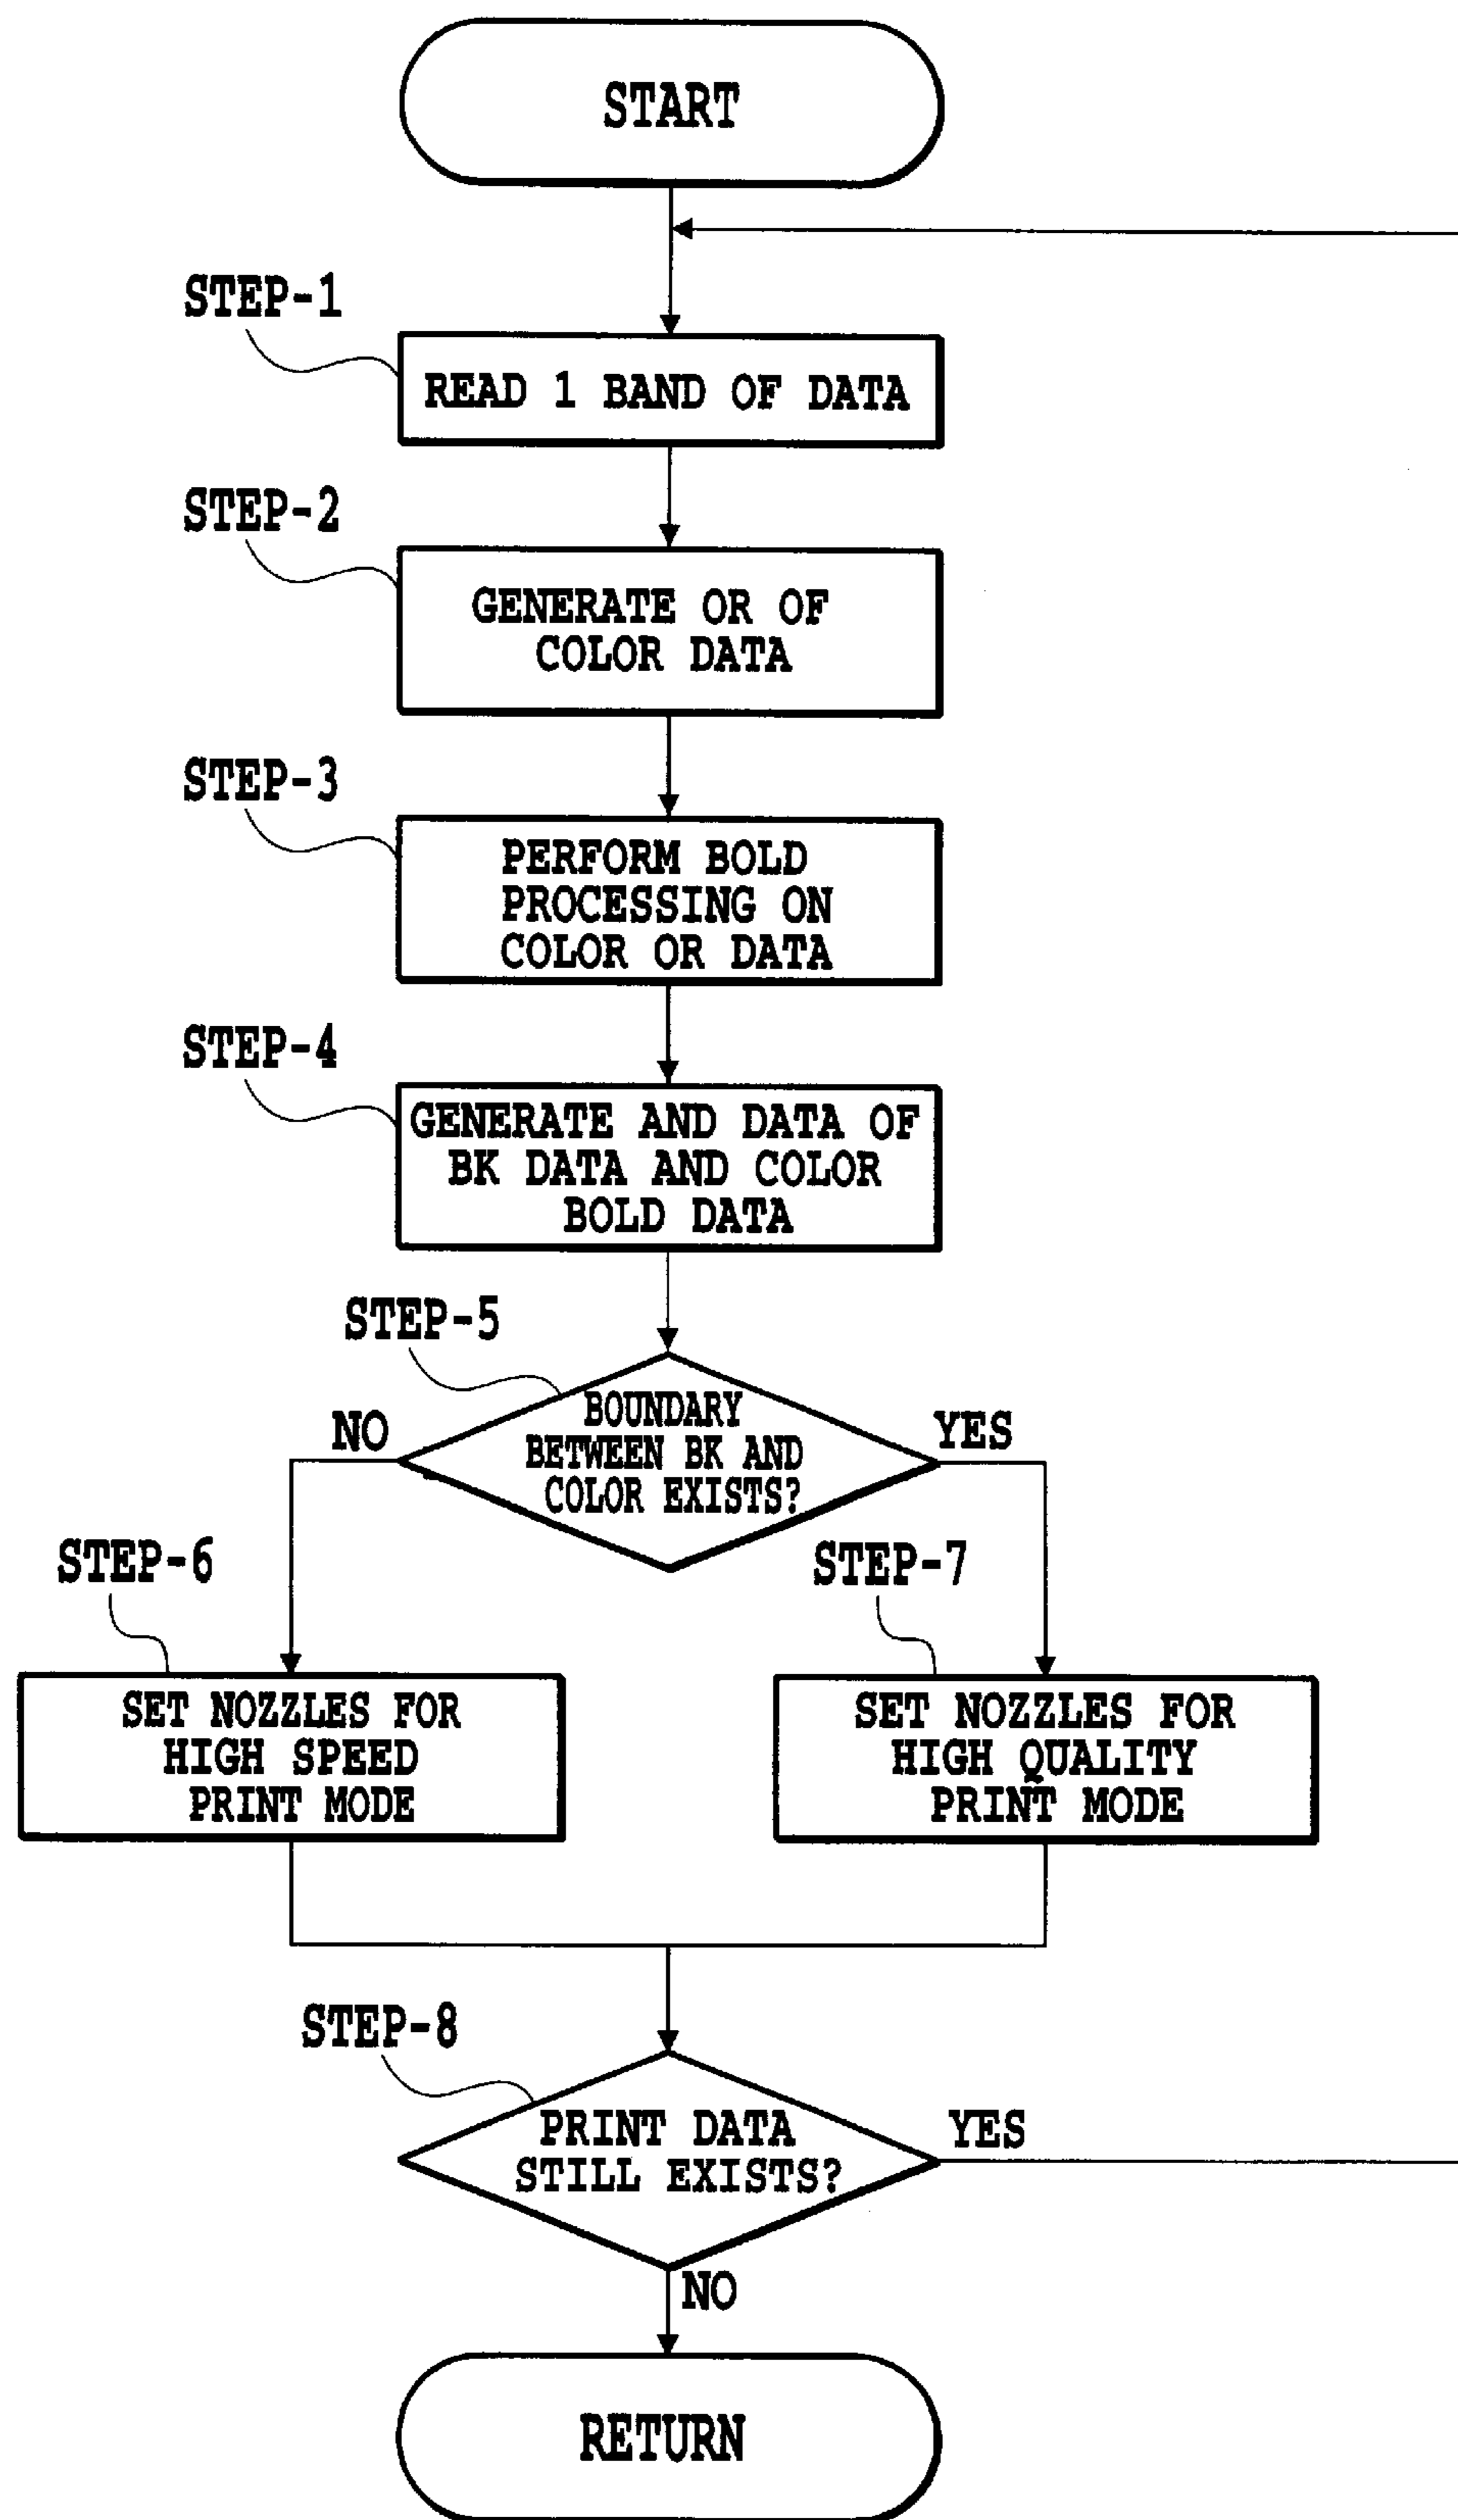 START
STEP-1
READ 1 BAND OF DATA
STEP-2
GENERATE OR OF
COLOR DATA
STEP-3
PERFORM BOLD
PROCESSING ON
COLOR OR DATA
STEP-4
GENERATE AND DATA OF
BK DATA AND COLOR
BOLD DATA
STEP-5
BOUNDARY
BETWEEN BK AND
COLOR EXISTS?
NO
YES
STEP-6
SET NOZZLES FOR
HIGH SPEED
PRINT MODE
STEP-7
SET NOZZLES FOR
HIGH QUALITY
PRINT MODE
STEP-8
PRINT DATA
STILL EXISTS?
YES
NO
RETURN